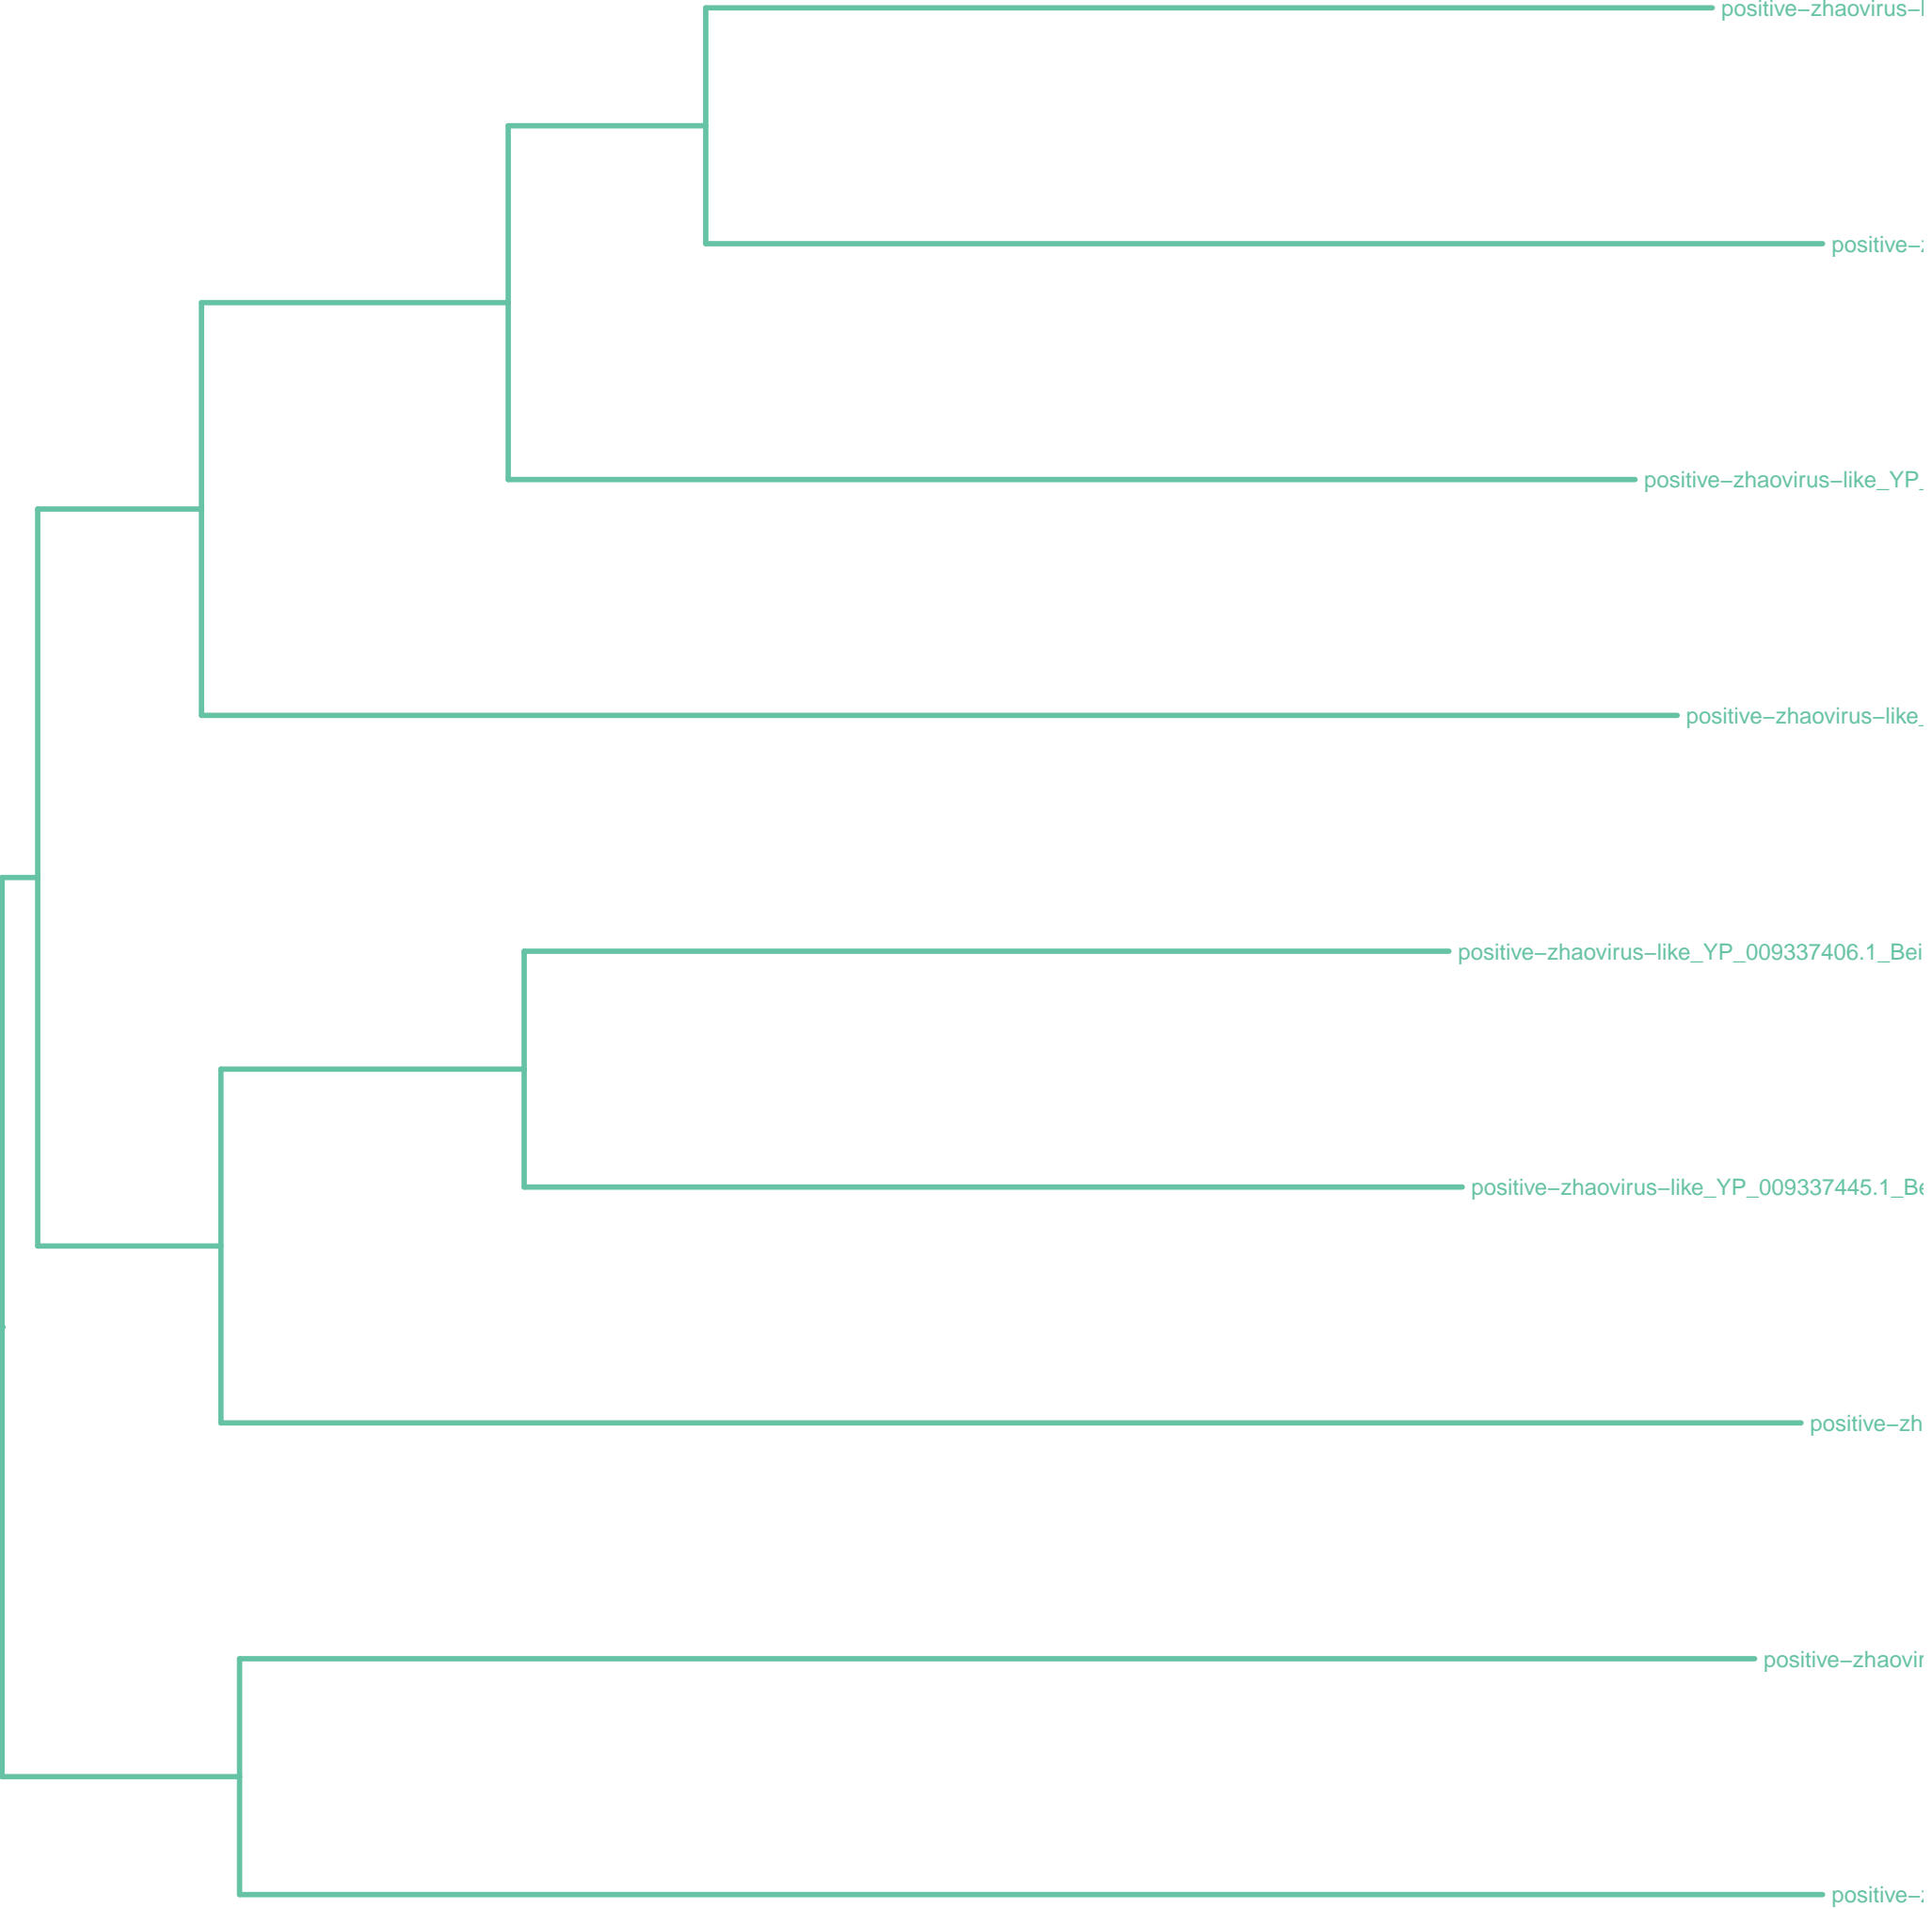 positive–zhaovirus–
positive–
positive–zhaovirus–like_YP_
positive–zhaovirus–like_
positive–zhaovirus–like_YP_009337406.1_Bei
positive–zhaovirus–like_YP_009337445.1_Be
positive–zh
positive–zhaovir
positive–